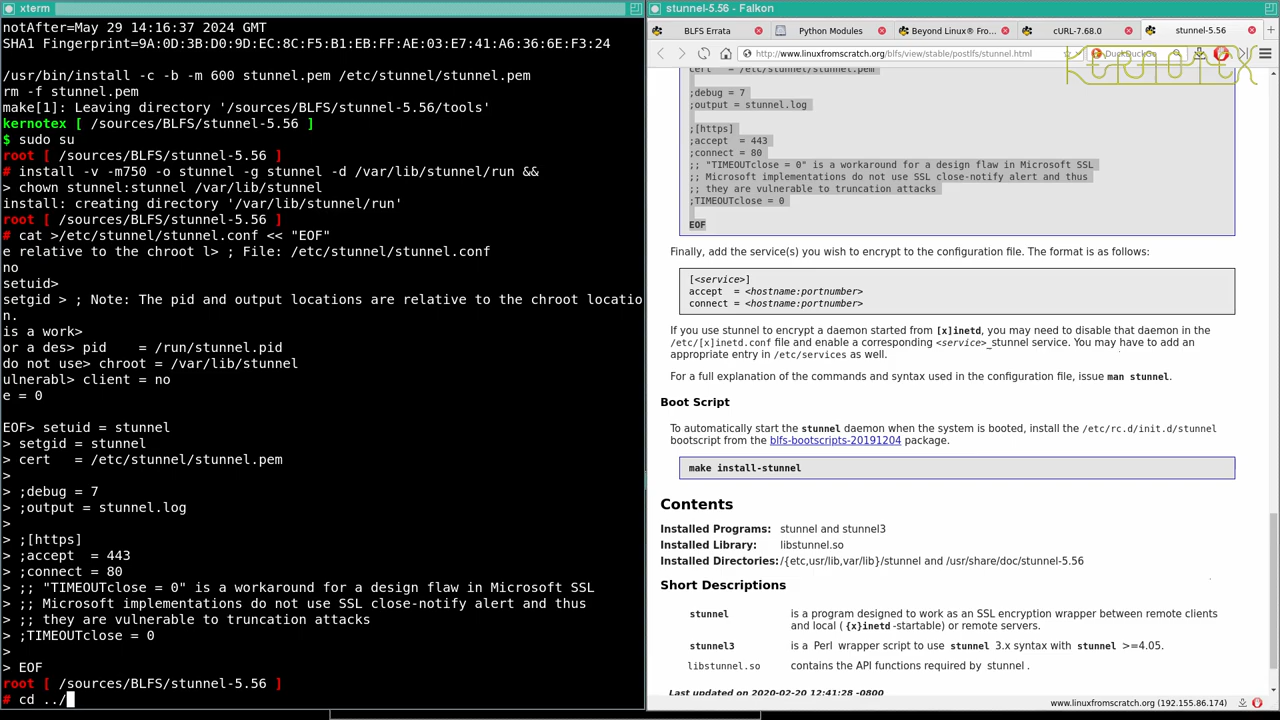 xterm
notAfter=May 29 14:16:37 2024 GMT
SHA1 Fingerprint=9A:0D:3B:D0:9D:EC:8C:F5:B1:EB:FF:AE:03:E7:41:A6:36:6E:F3:24
/usr/bin/install -c -b -m 600 stunnel.pem /etc/stunnel/stunnel.pem
rm -f stunnel.pem
make[1]: Leaving directory '/sources/BLFS/stunnel-5.56/tools'
kernotex [ /sources/BLFS/stunnel-5.56 ]
$ sudo su
root [ /sources/BLFS/stunnel-5.56 ]
# install -v -m750 -o stunnel -g stunnel -d /var/lib/stunnel/run &&
> chown stunnel:stunnel /var/lib/stunnel
install: creating directory '/var/lib/stunnel/run'
root [ /sources/BLFS/stunnel-5.56 ]
# cat >/etc/stunnel/stunnel.conf << "EOF"
e relative to the chroot l> ; File: /etc/stunnel/stunnel.conf
no
setuid>
setgid > ; Note: The pid and output locations are relative to the chroot locatio
n.
is a work>
or a des> pid    = /run/stunnel.pid
do not use> chroot = /var/lib/stunnel
ulnerabl> client = no
e = 0
EOF> setuid = stunnel
> setgid = stunnel
> cert   = /etc/stunnel/stunnel.pem
>
> ;debug = 7
> ;output = stunnel.log
>
> ;[https]
> ;accept  = 443
> ;connect = 80
> ;; "TIMEOUTclose = 0" is a workaround for a design flaw in Microsoft SSL
> ;; Microsoft implementations do not use SSL close-notify alert and thus
> ;; they are vulnerable to truncation attacks
> ;TIMEOUTclose = 0
>
> EOF
root [ /sources/BLFS/stunnel-5.56 ]
# cd ../
stunnel-5.56 - Falkon
BLFS Errata
Python Modules
Beyond Linux® Fro...
cURL-7.68.0
stunnel-5.56
http://www.linuxfromscratch.org/blfs/view/stable/postlfs/stunnel.html
DuckDuckGo
KERNOTEX
cert   = /etc/stunnel/stunnel.pem
;debug = 7
;output = stunnel.log
;[https]
;accept  = 443
;connect = 80
;; "TIMEOUTclose = 0" is a workaround for a design flaw in Microsoft SSL
;; Microsoft implementations do not use SSL close-notify alert and thus
;; they are vulnerable to truncation attacks
;TIMEOUTclose = 0
EOF
Finally, add the service(s) you wish to encrypt to the configuration file. The format is as follows:
[<service>]
accept  = <hostname:portnumber>
connect = <hostname:portnumber>
If you use stunnel to encrypt a daemon started from [x]inetd, you may need to disable that daemon in the
/etc/[x]inetd.conf file and enable a corresponding <service>_stunnel service. You may have to add an
appropriate entry in /etc/services as well.
For a full explanation of the commands and syntax used in the configuration file, issue man stunnel.
Boot Script
To automatically start the stunnel daemon when the system is booted, install the /etc/rc.d/init.d/stunnel
bootscript from the blfs-bootscripts-20191204 package.
make install-stunnel
Contents
Installed Programs: stunnel and stunnel3
Installed Library: libstunnel.so
Installed Directories: /{etc,usr/lib,var/lib}/stunnel and /usr/share/doc/stunnel-5.56
Short Descriptions
stunnel is a program designed to work as an SSL encryption wrapper between remote clients
and local ( {x}inetd -startable) or remote servers.
stunnel3 is a Perl wrapper script to use stunnel 3.x syntax with stunnel >=4.05.
libstunnel.so contains the API functions required by stunnel .
Last updated on 2020-02-20 12:41:28 -0800
www.linuxfromscratch.org (192.155.86.174)